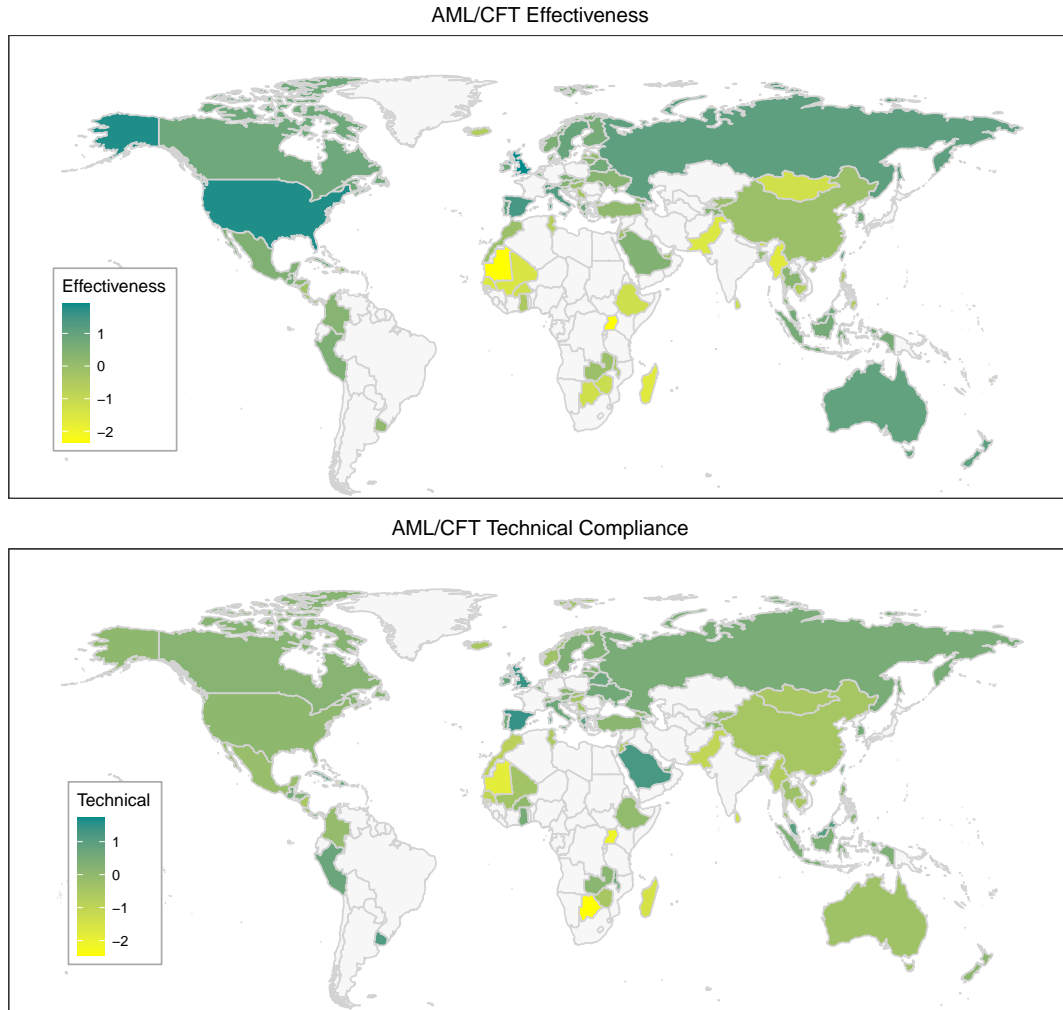 AML/CFT Effectiveness
Effectiveness
1
0
−1
−2
AML/CFT Technical Compliance
Technical
1
0
−1
−2